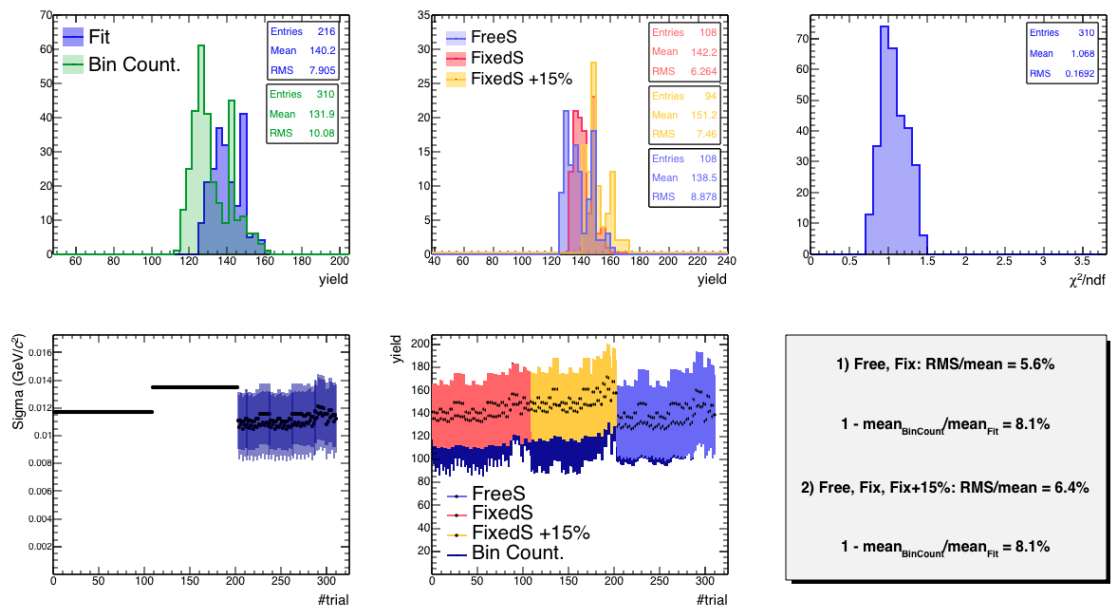 70
60
50
40
30
20
10
0
Fit
Bin Count.
Entries 216
Mean 140.2
RMS 7.905
Entries 310
Mean 131.9
RMS 10.08
60 80 100 120 140 160 180 200
yield
35
30
25
20
15
10
5
0
FreeS
FixedS
FixedS +15%
Entries 108
Mean 142.2
RMS 6.264
Entries 94
Mean 151.2
RMS 7.46
Entries 108
Mean 138.5
RMS 8.878
40 60 80 100 120 140 160 180 200 220 240
yield
70
60
50
40
30
20
10
0
Entries 310
Mean 1.068
RMS 0.1692
0 0.5 1 1.5 2 2.5 3 3.5
χ²/ndf
Sigma (GeV/c²)
0.016
0.014
0.012
0.01
0.008
0.006
0.004
0.002
0 50 100 150 200 250 300
#trial
yield
200
180
160
140
120
100
80
60
40
20
FreeS
FixedS
FixedS +15%
Bin Count.
0 50 100 150 200 250 300
#trial
1) Free, Fix: RMS/mean = 5.6%
1 - mean_BinCount/mean_Fit = 8.1%
2) Free, Fix, Fix+15%: RMS/mean = 6.4%
1 - mean_BinCount/mean_Fit = 8.1%